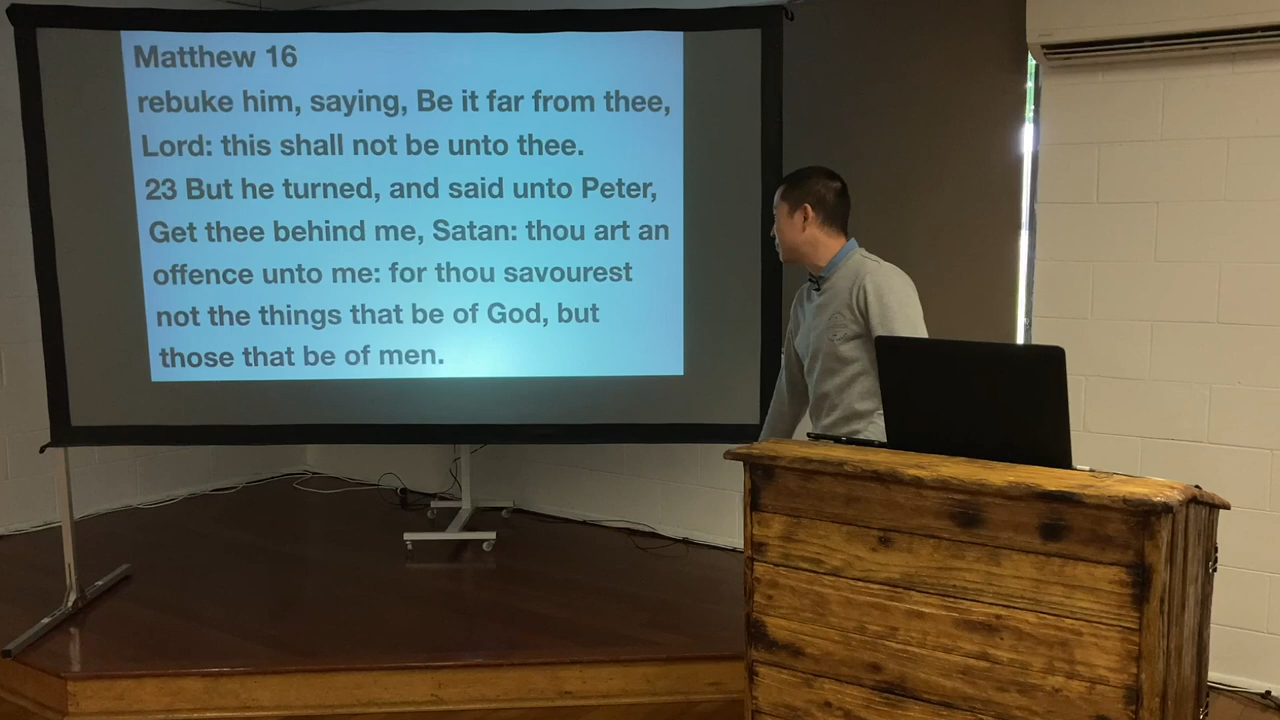 Matthew 16
rebuke him, saying, Be it far from thee,
Lord: this shall not be unto thee.
23 But he turned, and said unto Peter,
Get thee behind me, Satan: thou art an
offence unto me: for thou savourest
not the things that be of God, but
those that be of men.